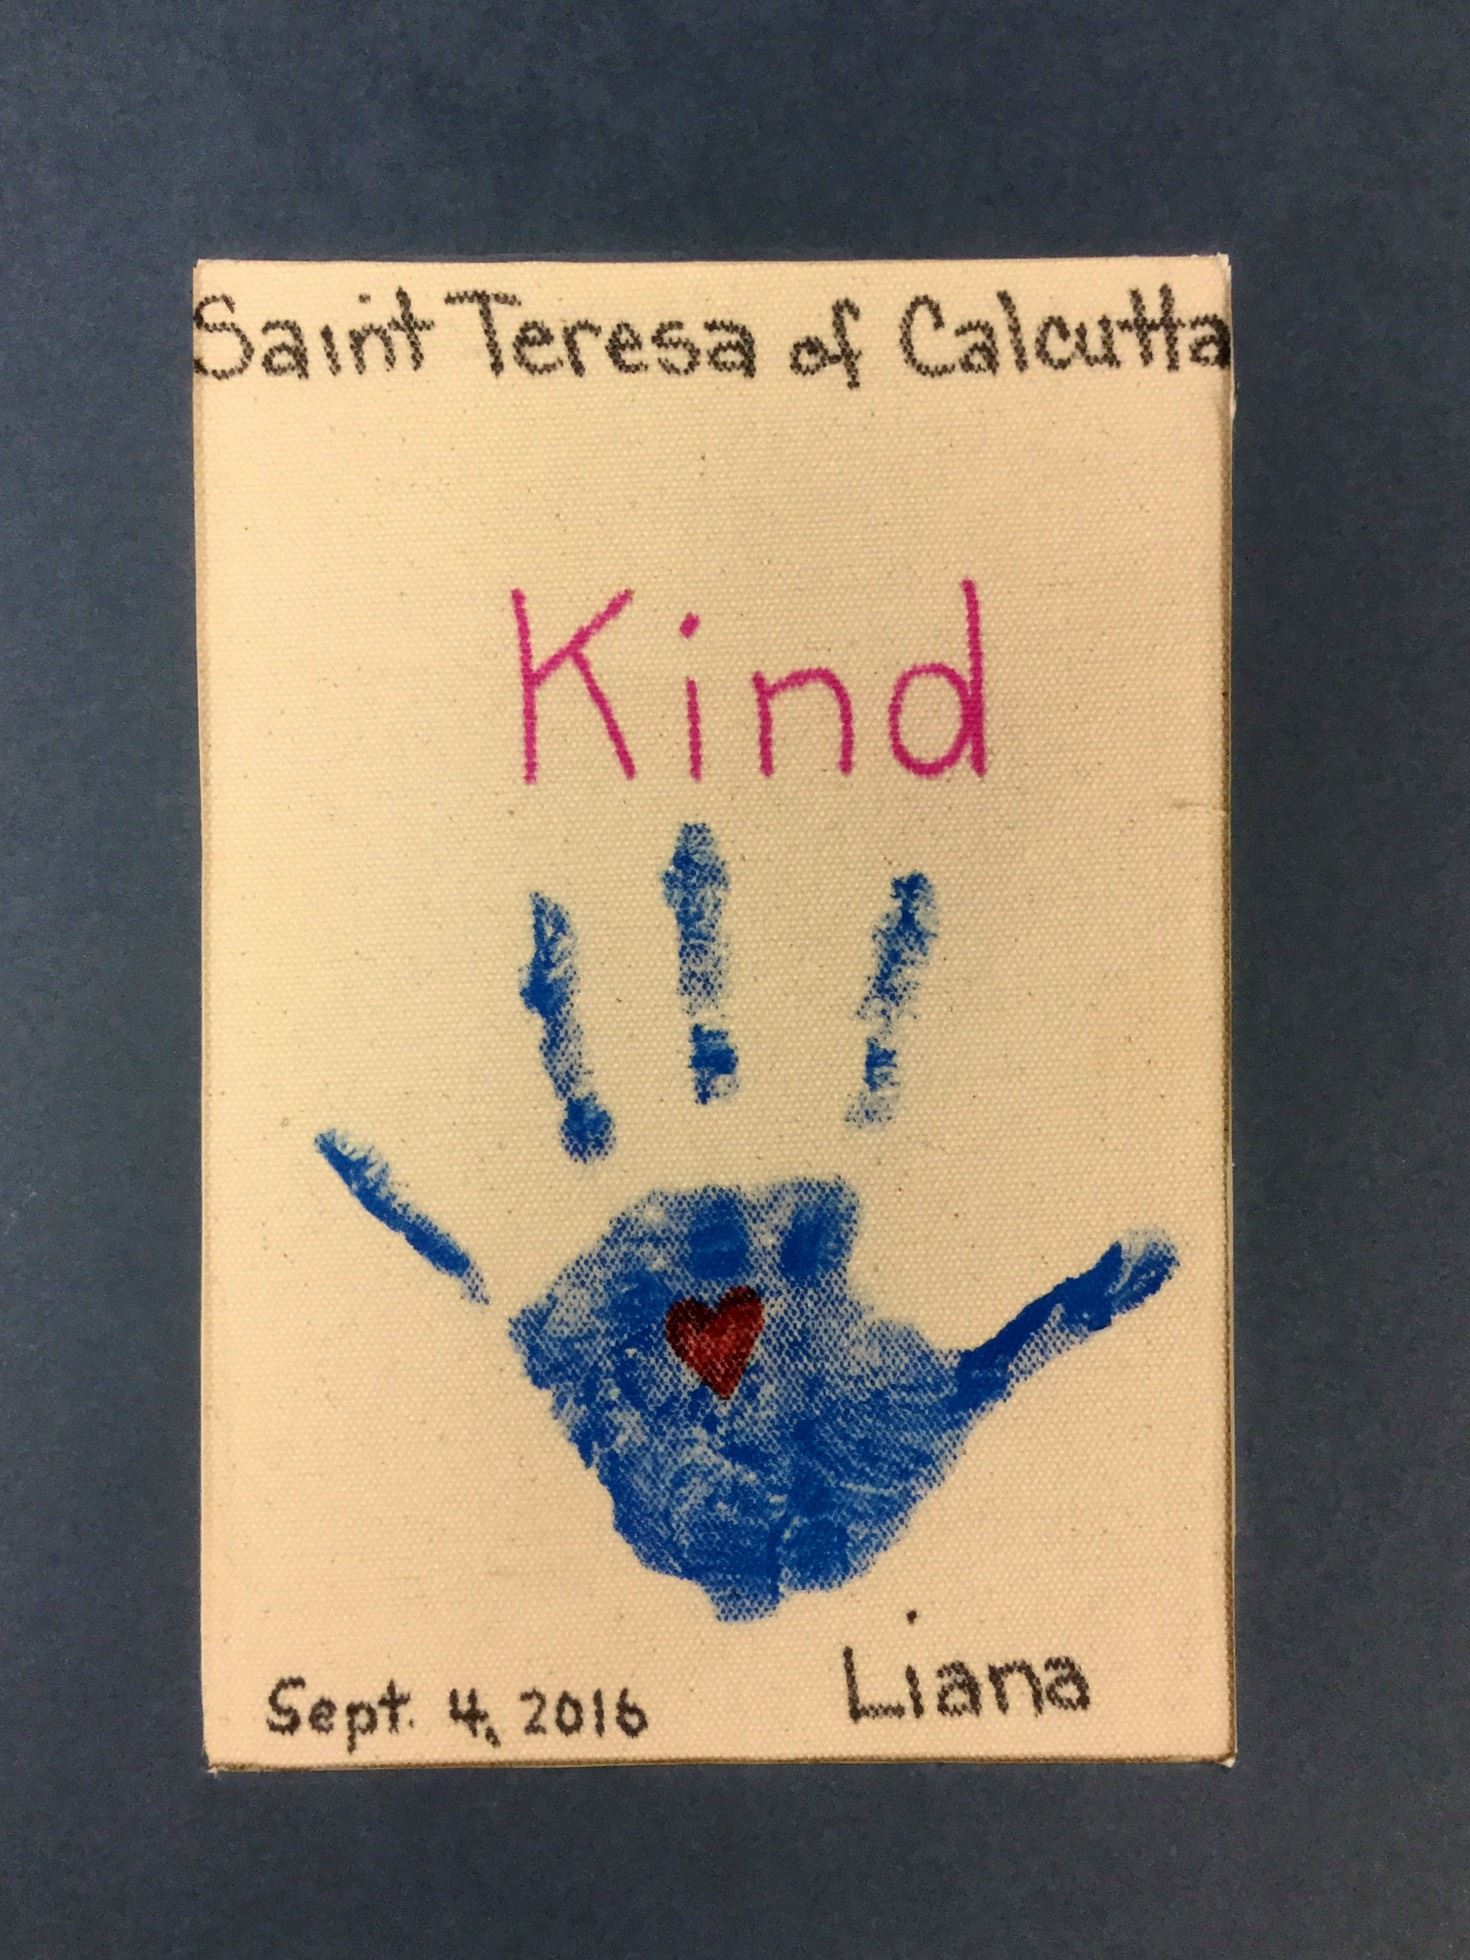 Saint Teresa of Calcutta
Kind
Liana
Sept. 4, 2016